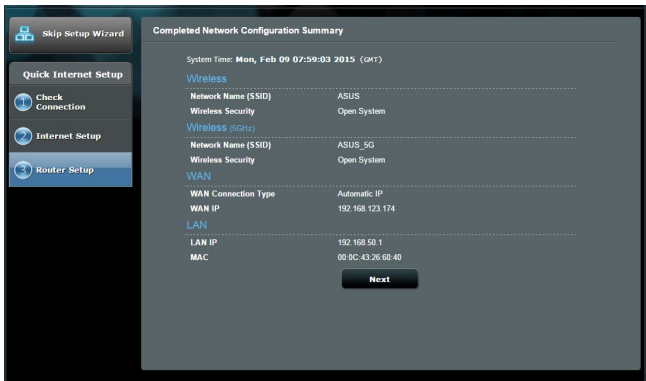 Skip Setup Wizard
Quick Internet Setup
1 Check
Connection
2 Internet Setup
3 Router Setup
Completed Network Configuration Summary
System Time: Mon, Feb 09 07:59:03 2015 (GMT)
Wireless
Network Name (SSID) ASUS
Wireless Security Open System
Wireless (5GHz)
Network Name (SSID) ASUS_5G
Wireless Security Open System
WAN
WAN Connection Type Automatic IP
WAN IP 192.168.123.174
LAN
LAN IP 192.168.50.1
MAC 00:0C:43:26:60:40
Next